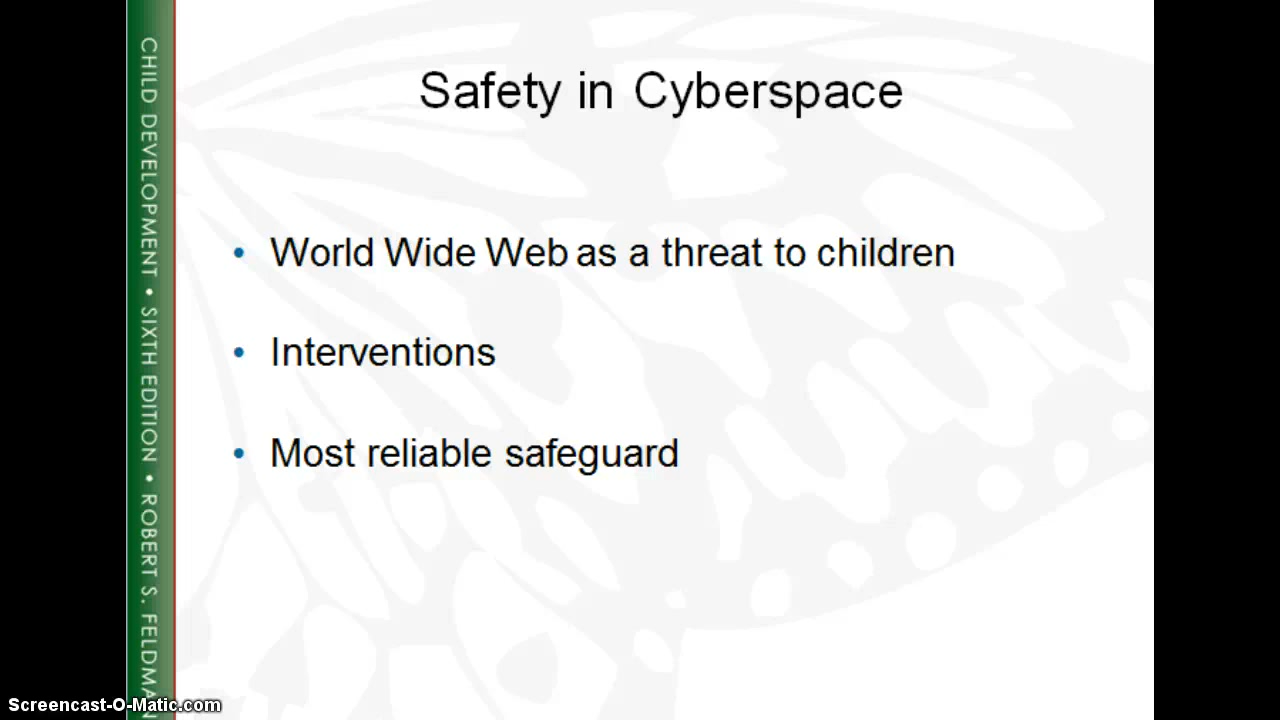 Safety in Cyberspace
• World Wide Web as a threat to children
• Interventions
• Most reliable safeguard
CHILD DEVELOPMENT • SIXTH EDITION • ROBERT S. FELDMAN
Screencast-O-Matic.com